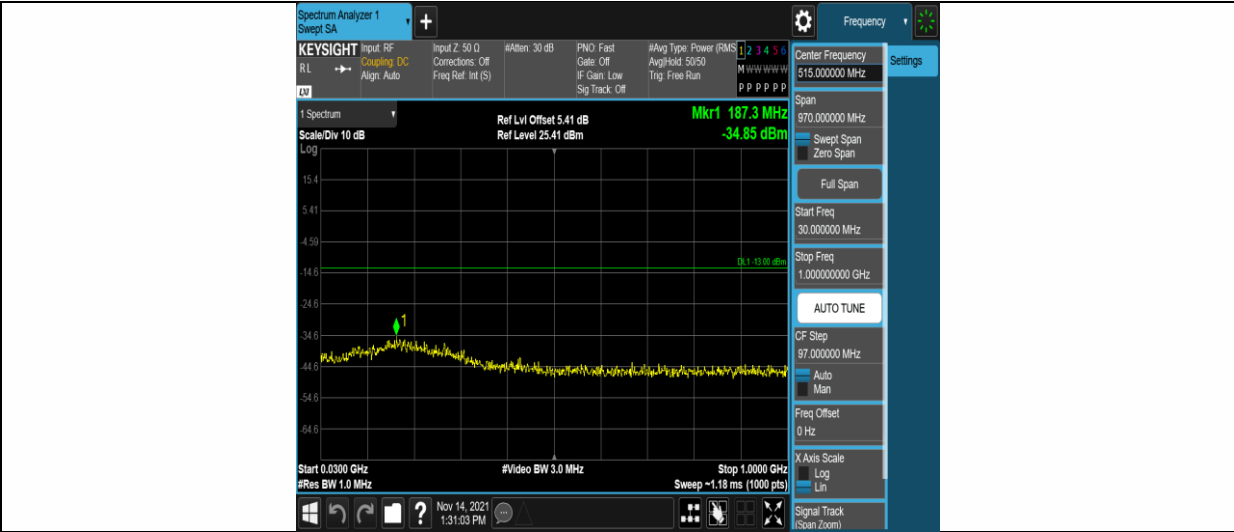 Spectrum Analyzer 1
Swept SA
+
Frequency
KEYSIGHT
RL
LXI
Input: RF
Coupling: DC
Align: Auto
Input Z: 50 Ω
Corrections: Off
Freq Ref: Int (S)
#Atten: 30 dB
PNO: Fast
Gate: Off
IF Gain: Low
Sig Track: Off
#Avg Type: Power (RMS
Avg|Hold: 50/50
Trig: Free Run
1 2 3 4 5 6
M W W W W W
P P P P P P
1 Spectrum
Scale/Div 10 dB
Ref Lvl Offset 5.41 dB
Ref Level 25.41 dBm
Mkr1 187.3 MHz
-34.85 dBm
Log
15.4
5.41
-4.59
-14.6
-24.6
-34.6
-44.6
-54.6
-64.6
DL1 -13.00 dBm
1
Start 0.0300 GHz
#Res BW 1.0 MHz
#Video BW 3.0 MHz
Stop 1.0000 GHz
Sweep ~1.18 ms (1000 pts)
Center Frequency
515.000000 MHz
Settings
Span
970.000000 MHz
Swept Span
Zero Span
Full Span
Start Freq
30.000000 MHz
Stop Freq
1.000000000 GHz
AUTO TUNE
CF Step
97.000000 MHz
Auto
Man
Freq Offset
0 Hz
X Axis Scale
Log
Lin
Signal Track
(Span Zoom)
?
Nov 14, 2021
1:31:03 PM